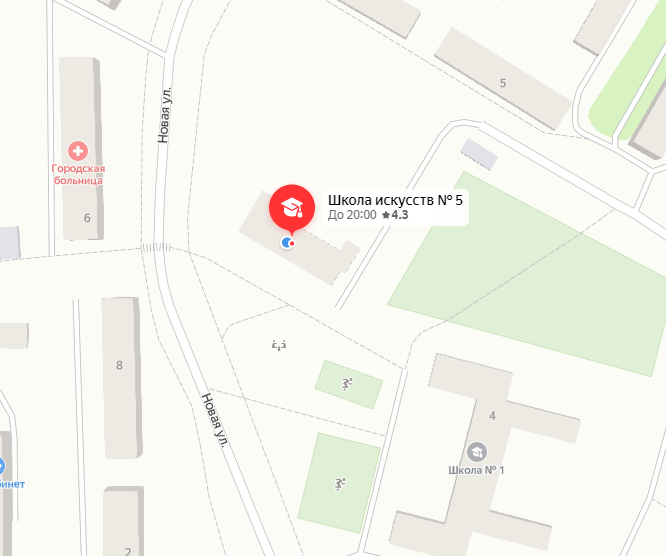 5
Новая ул.
Городская
больница
6
Школа искусств № 5
До 20:00 ★4.3
8
Новая ул.
4
Школа № 1
2